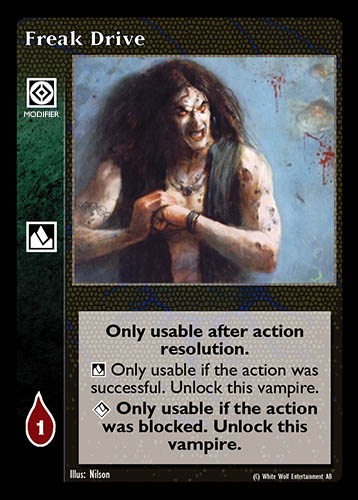 Freak Drive
MODIFIER
Only usable after action
resolution.
Only usable if the action was
successful. Unlock this vampire.
Only usable if the action
was blocked. Unlock this
vampire.
1
Illus: Nilson
(C) White Wolf Entertainment AB